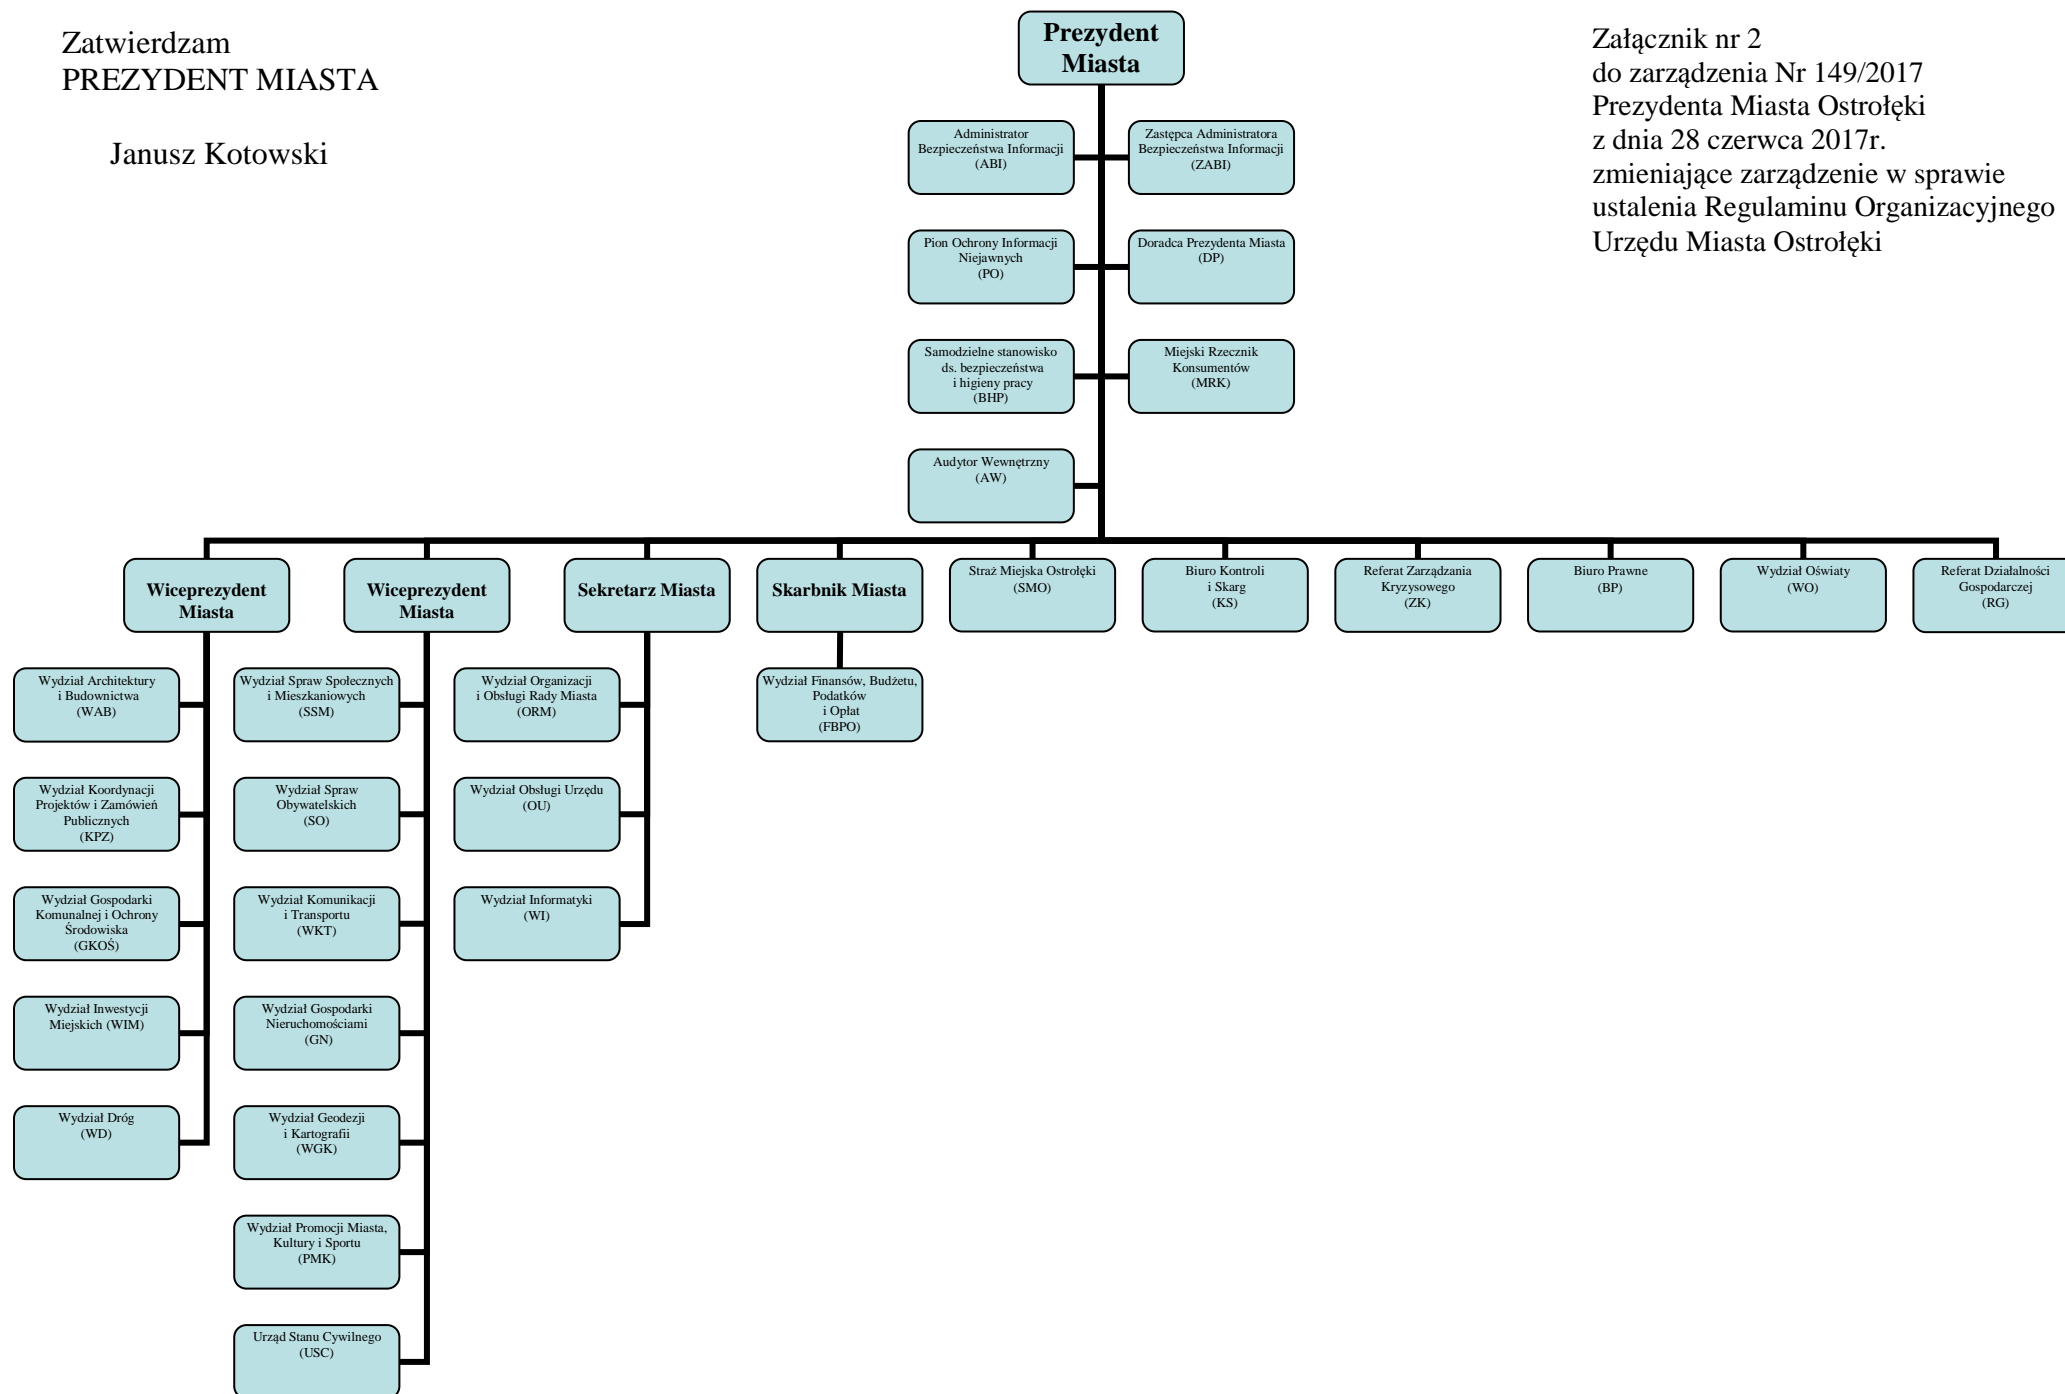 Zatwierdzam
PREZYDENT MIASTA
Janusz Kotowski
Prezydent
Miasta
Załącznik nr 2
do zarządzenia Nr 149/2017
Prezydenta Miasta Ostrołęki
z dnia 28 czerwca 2017r.
zmieniające zarządzenie w sprawie
ustalenia Regulaminu Organizacyjnego
Urzędu Miasta Ostrołęki
Administrator
Bezpieczeństwa Informacji
(ABI)
Zastępca Administratora
Bezpieczeństwa Informacji
(ZABI)
Pion Ochrony Informacji
Niejawnych
(PO)
Doradca Prezydenta Miasta
(DP)
Samodzielne stanowisko
ds. bezpieczeństwa
i higieny pracy
(BHP)
Miejski Rzecznik
Konsumentów
(MRK)
Audytor Wewnętrzny
(AW)
Wiceprezydent
Miasta
Wiceprezydent
Miasta
Sekretarz Miasta
Skarbnik Miasta
Straż Miejska Ostrołęki
(SMO)
Biuro Kontroli
i Skarg
(KS)
Referat Zarządzania
Kryzysowego
(ZK)
Biuro Prawne
(BP)
Wydział Oświaty
(WO)
Referat Działalności
Gospodarczej
(RG)
Wydział Architektury
i Budownictwa
(WAB)
Wydział Spraw Społecznych
i Mieszkaniowych
(SSM)
Wydział Organizacji
i Obsługi Rady Miasta
(ORM)
Wydział Finansów, Budżetu,
Podatków
i Opłat
(FBPO)
Wydział Koordynacji
Projektów i Zamówień
Publicznych
(KPZ)
Wydział Spraw
Obywatelskich
(SO)
Wydział Obsługi Urzędu
(OU)
Wydział Gospodarki
Komunalnej i Ochrony
Środowiska
(GKOŚ)
Wydział Komunikacji
i Transportu
(WKT)
Wydział Informatyki
(WI)
Wydział Inwestycji
Miejskich (WIM)
Wydział Gospodarki
Nieruchomościami
(GN)
Wydział Dróg
(WD)
Wydział Geodezji
i Kartografii
(WGK)
Wydział Promocji Miasta,
Kultury i Sportu
(PMK)
Urząd Stanu Cywilnego
(USC)